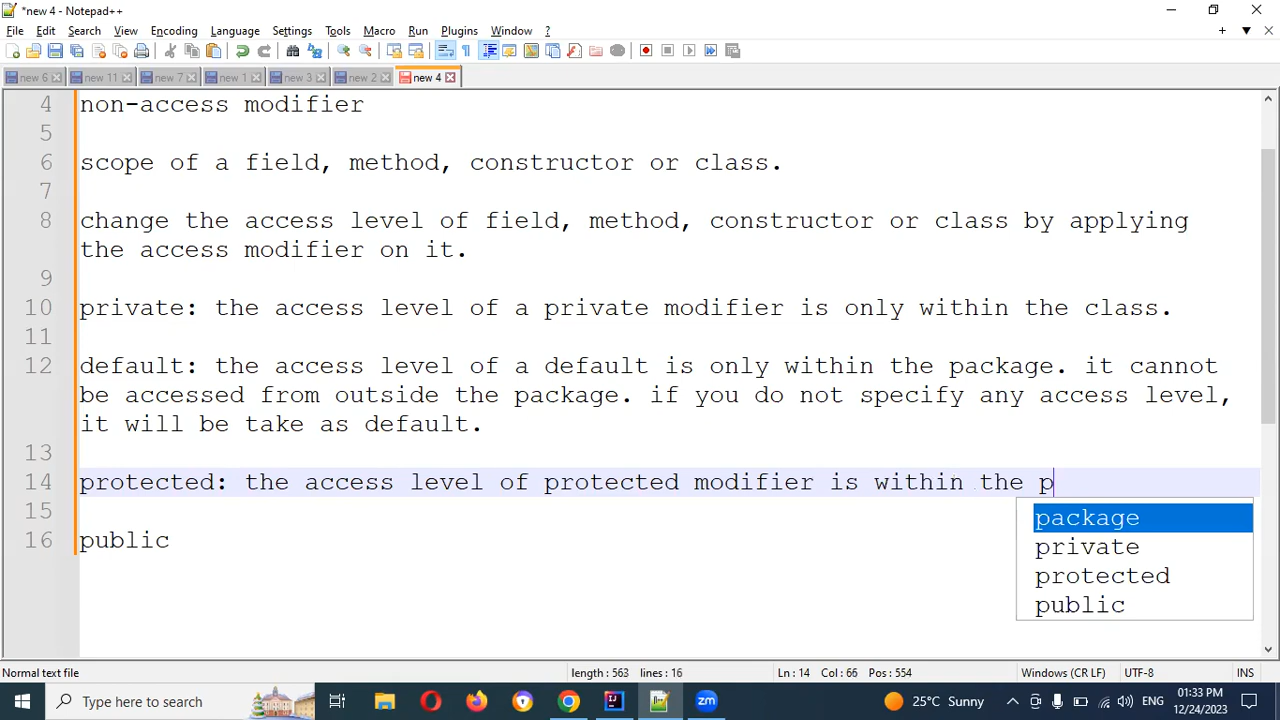 *new 4 - Notepad++
File Edit Search View Encoding Language Settings Tools Macro Run Plugins Window ?
new 6 new 11 new 7 new 1 new 3 new 2 new 4
4 non-access modifier
5
6 scope of a field, method, constructor or class.
7
8 change the access level of field, method, constructor or class by applying
the access modifier on it.
9
10 private: the access level of a private modifier is only within the class.
11
12 default: the access level of a default is only within the package. it cannot
be accessed from outside the package. if you do not specify any access level,
it will be take as default.
13
14 protected: the access level of protected modifier is within the p
package
15
private
16 public
protected
public
Normal text file length : 563 lines : 16 Ln : 14 Col : 66 Pos : 554 Windows (CR LF) UTF-8 INS
Type here to search zm 25°C Sunny ENG 01:33 PM
12/24/2023